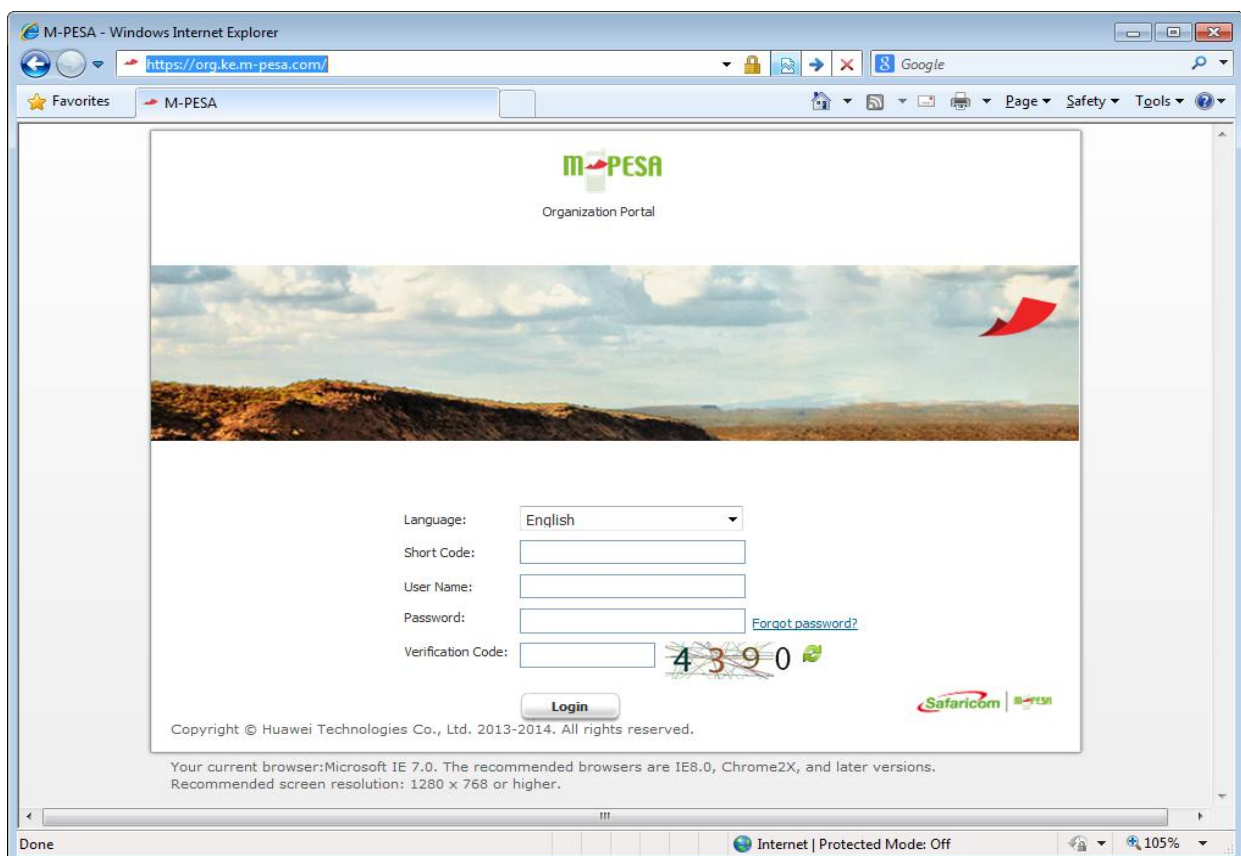 M-PESA - Windows Internet Explorer
https://org.ke.m-pesa.com/
Google
Favorites
M-PESA
Page
Safety
Tools
M-PESA
Organization Portal
Language:
English
Short Code:
User Name:
Password:
Forgot password?
Verification Code:
4390
Login
Safaricom
M-PESA
Copyright © Huawei Technologies Co., Ltd. 2013-2014. All rights reserved.
Your current browser:Microsoft IE 7.0. The recommended browsers are IE8.0, Chrome2X, and later versions.
Recommended screen resolution: 1280 x 768 or higher.
Done
Internet | Protected Mode: Off
105%